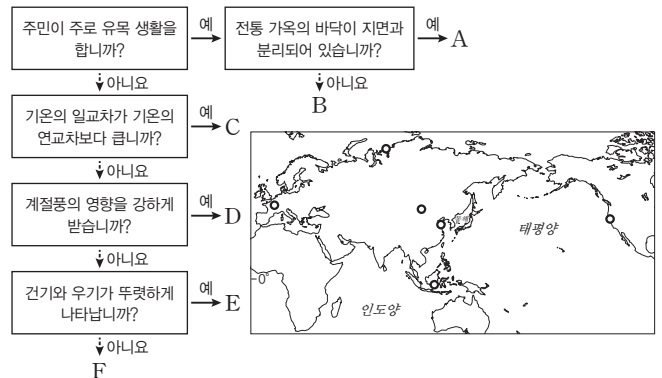 주민이 주로 유목 생활을
합니까?
예
전통 가옥의 바닥이 지면과
분리되어 있습니까?
예
A
아니요
아니요
B
기온의 일교차가 기온의
연교차보다 큽니까?
예
C
아니요
계절풍의 영향을 강하게
받습니까?
예
D
아니요
건기와 우기가 뚜렷하게
나타납니까?
예
E
아니요
F
태평양
0°
인도양